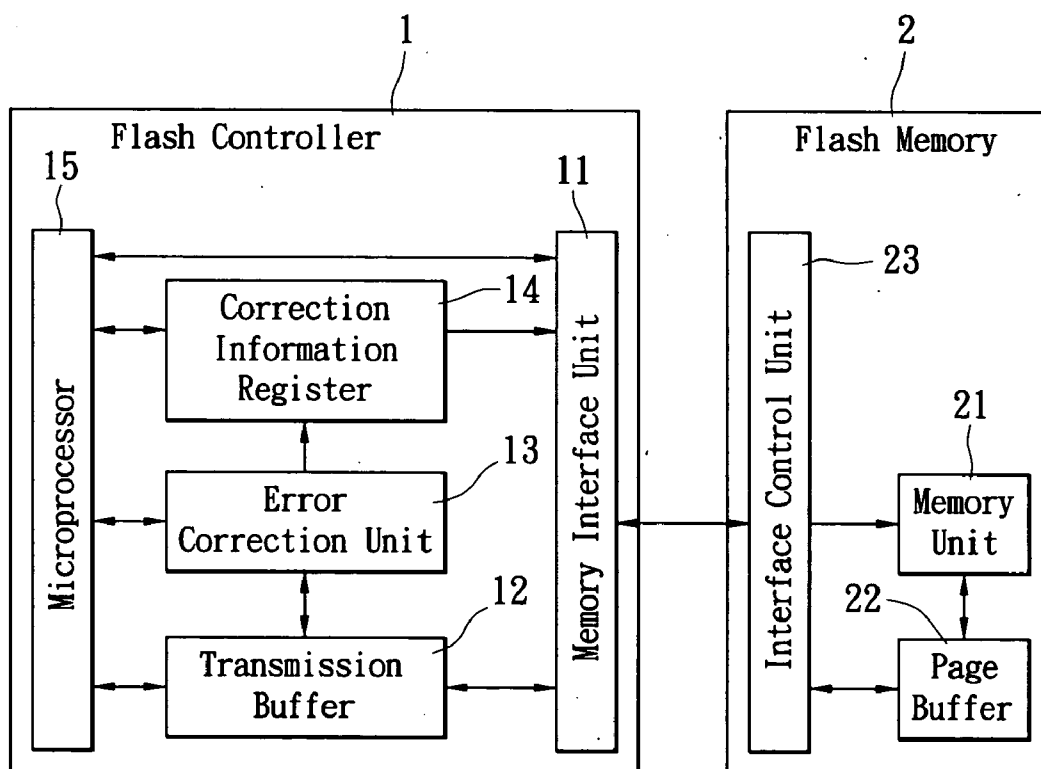 1
2
Flash Controller
Flash Memory
15
11
23
14
Correction
Information
Register
Microprocessor
Memory Interface Unit
Interface Control Unit
13
Error
Correction Unit
21
Memory
Unit
12
Transmission
Buffer
22
Page
Buffer